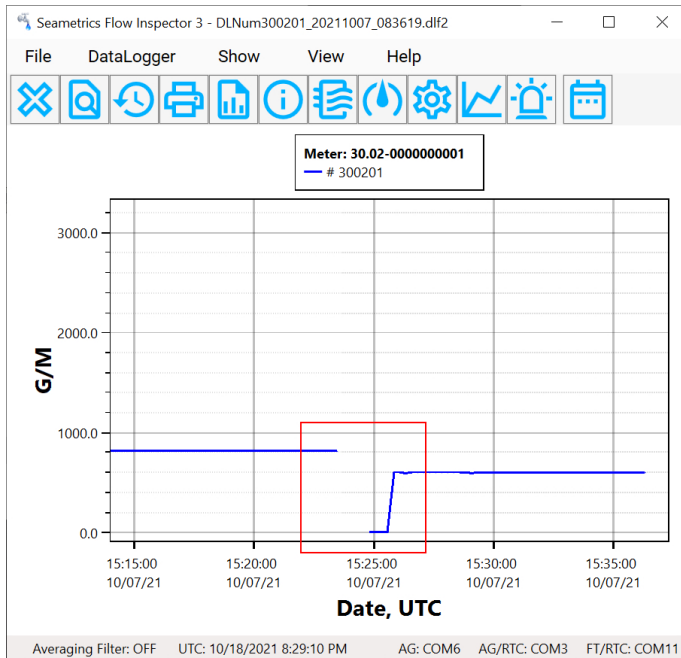 Seametrics Flow Inspector 3 - DLNum300201_20211007_083619.dlf2
File DataLogger Show View Help
Meter: 30.02-0000000001
# 300201
3000.0
2000.0
1000.0
0.0
G/M
15:15:00 15:20:00 15:25:00 15:30:00 15:35:00
10/07/21 10/07/21 10/07/21 10/07/21 10/07/21
Date, UTC
Averaging Filter: OFF UTC: 10/18/2021 8:29:10 PM AG: COM6 AG/RTC: COM3 FT/RTC: COM11